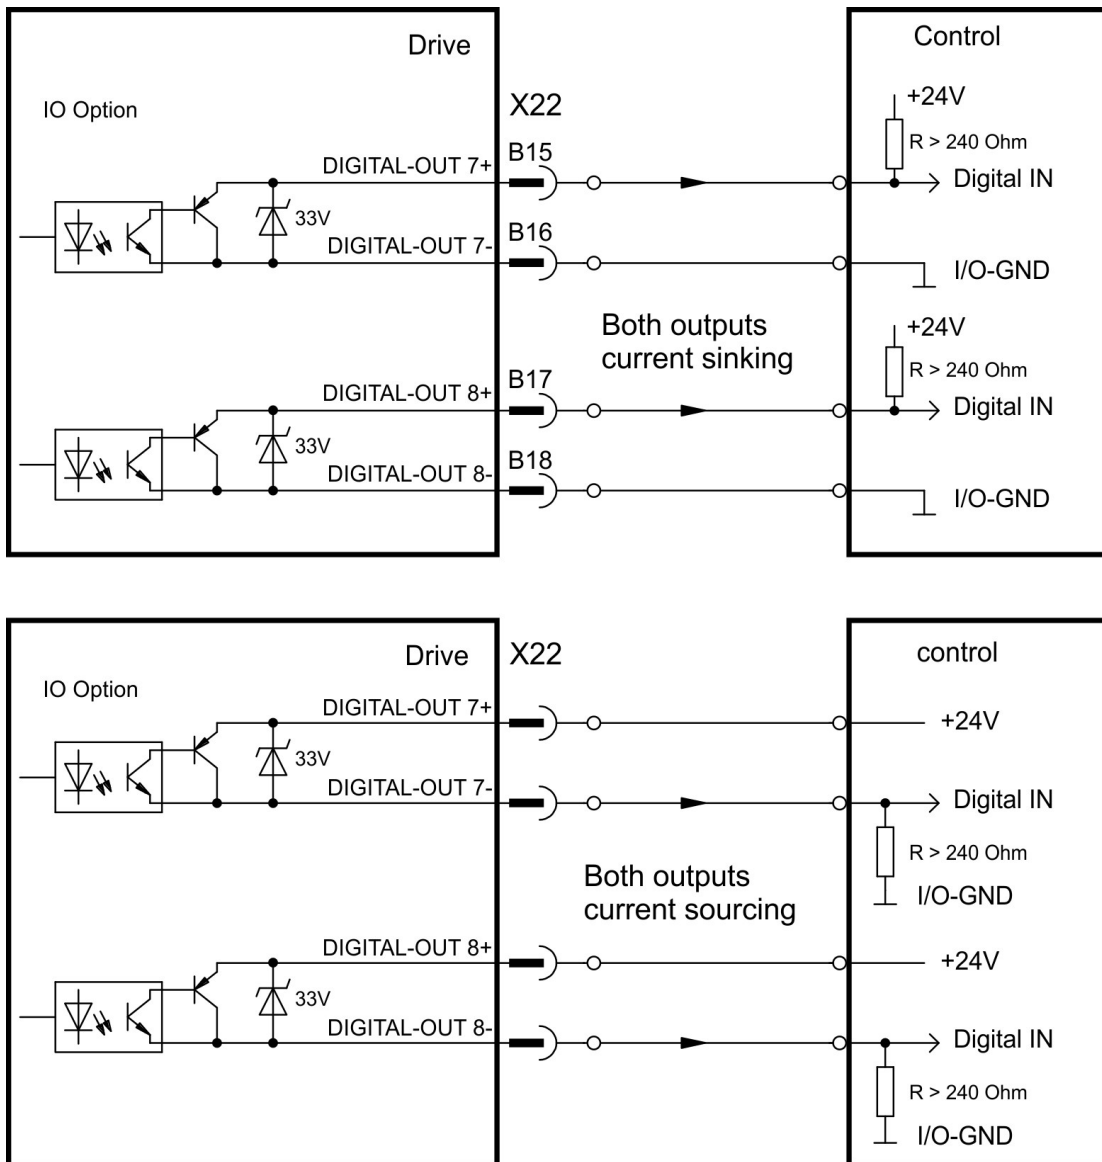 Drive
Control
IO Option
X22
+24V
R > 240 Ohm
DIGITAL-OUT 7+
B15
Digital IN
33V
DIGITAL-OUT 7-
B16
I/O-GND
Both outputs
current sinking
+24V
R > 240 Ohm
DIGITAL-OUT 8+
B17
Digital IN
33V
DIGITAL-OUT 8-
B18
I/O-GND
Drive
X22
control
IO Option
DIGITAL-OUT 7+
+24V
33V
DIGITAL-OUT 7-
Digital IN
R > 240 Ohm
I/O-GND
Both outputs
current sourcing
DIGITAL-OUT 8+
+24V
33V
DIGITAL-OUT 8-
Digital IN
R > 240 Ohm
I/O-GND